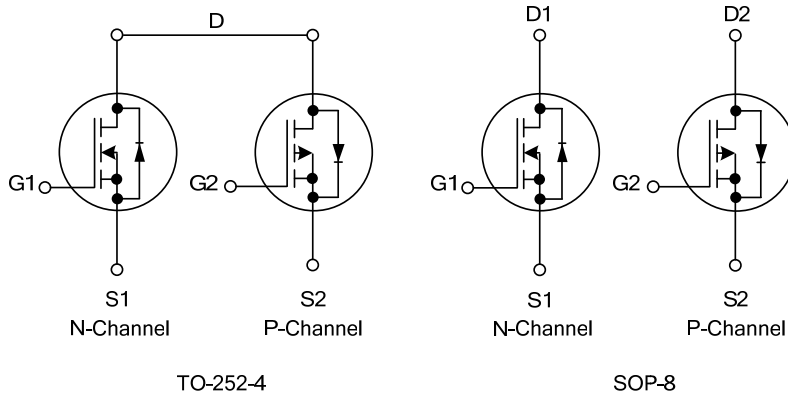 D
D1
D2
G1
G2
G1
G2
S1
S2
S1
S2
N-Channel
P-Channel
N-Channel
P-Channel
TO-252-4
SOP-8